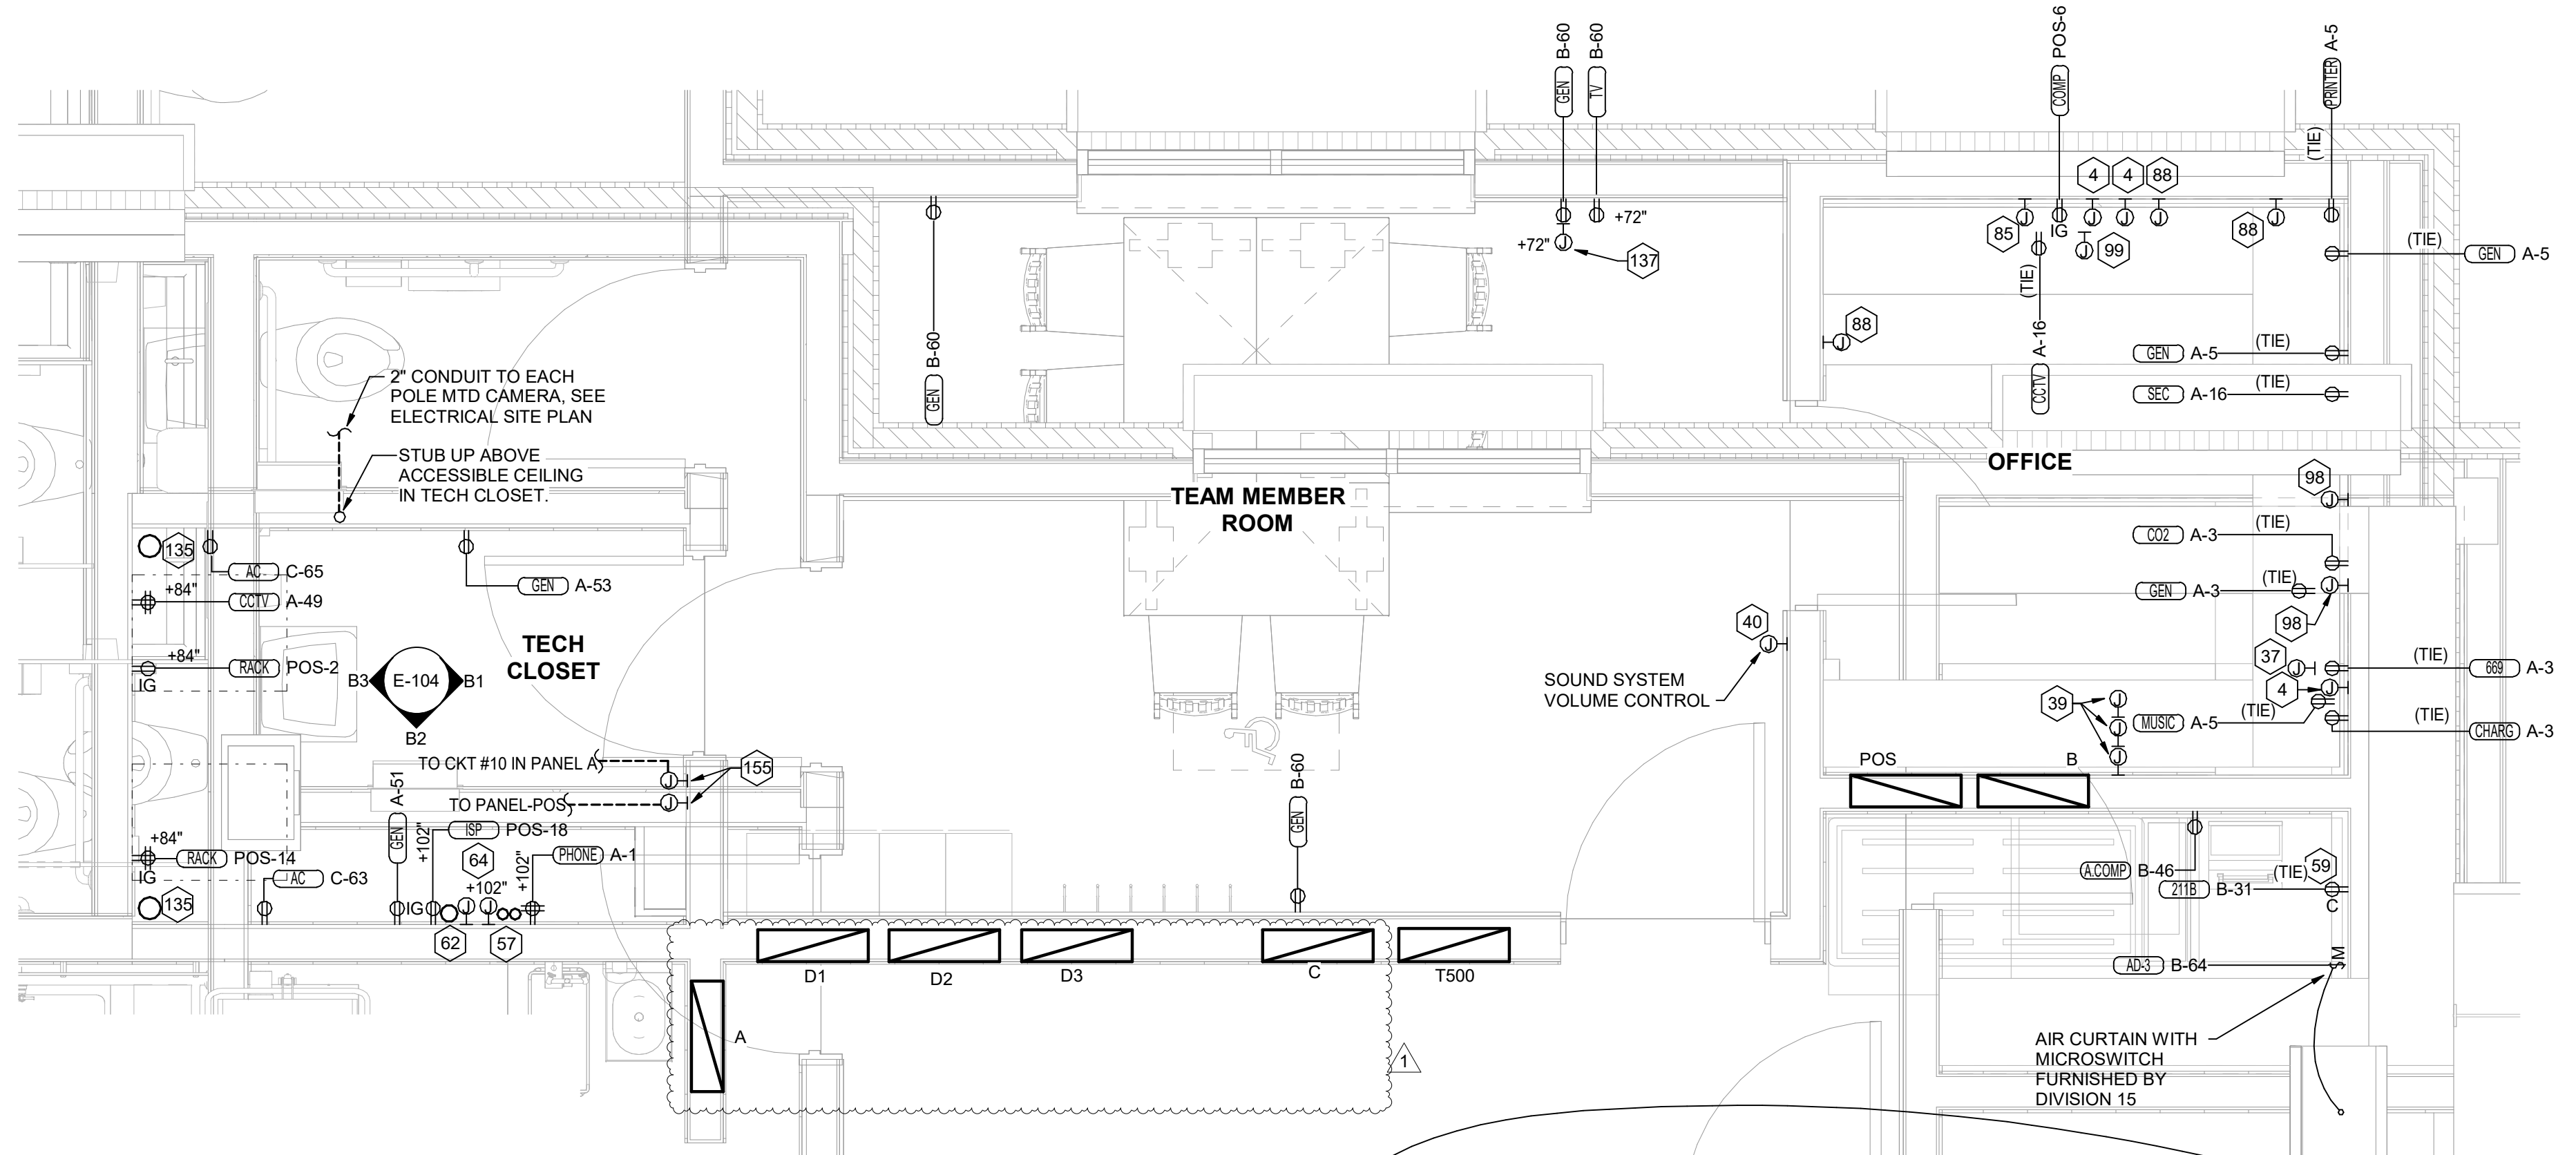 GEN B-60
TV B-60
COMP POS-6
PRINTER A-5
(TIE)
4
4
88
85
J
IG
J
J
J
J
99
88
J
(TIE)
GEN A-5
+72"
+72"
J
137
88
J
(TIE)
CCTV A-16
GEN A-5
(TIE)
SEC A-16
(TIE)
GEN B-60
2" CONDUIT TO EACH
POLE MTD CAMERA, SEE
ELECTRICAL SITE PLAN
STUB UP ABOVE
ACCESSIBLE CEILING
IN TECH CLOSET.
TEAM MEMBER
ROOM
OFFICE
98
J
CO2 A-3
(TIE)
GEN A-3
(TIE)
J
98
135
AC C-65
+84"
CCTV A-49
GEN A-53
+84"
RACK POS-2
IG
B3
E-104
B1
B2
TECH
CLOSET
40
J
SOUND SYSTEM
VOLUME CONTROL
37
J
(TIE)
669 A-3
4
J
39
J
J
J
MUSIC A-5
(TIE)
(TIE)
CHARG A-3
TO CKT #10 IN PANEL A
J
155
TO PANEL-POS
J
POS
B
GEN A-51
+102"
ISP POS-18
64
+102"
+102"
PHONE A-1
GEN B-60
+84"
RACK POS-14
IG
AC C-63
135
IG
J
J
62
57
A.COMP B-46
211B B-31
(TIE)
59
C
D1
D2
D3
C
T500
A
1
AD-3 B-64
SM
AIR CURTAIN WITH
MICROSWITCH
FURNISHED BY
DIVISION 15